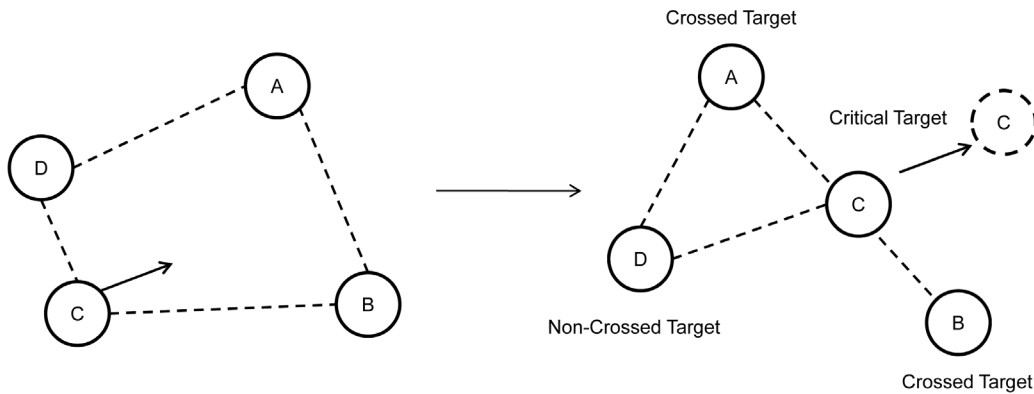 Crossed Target
A
A
Critical Target
C
D
C
D
C
B
B
Non-Crossed Target
Crossed Target